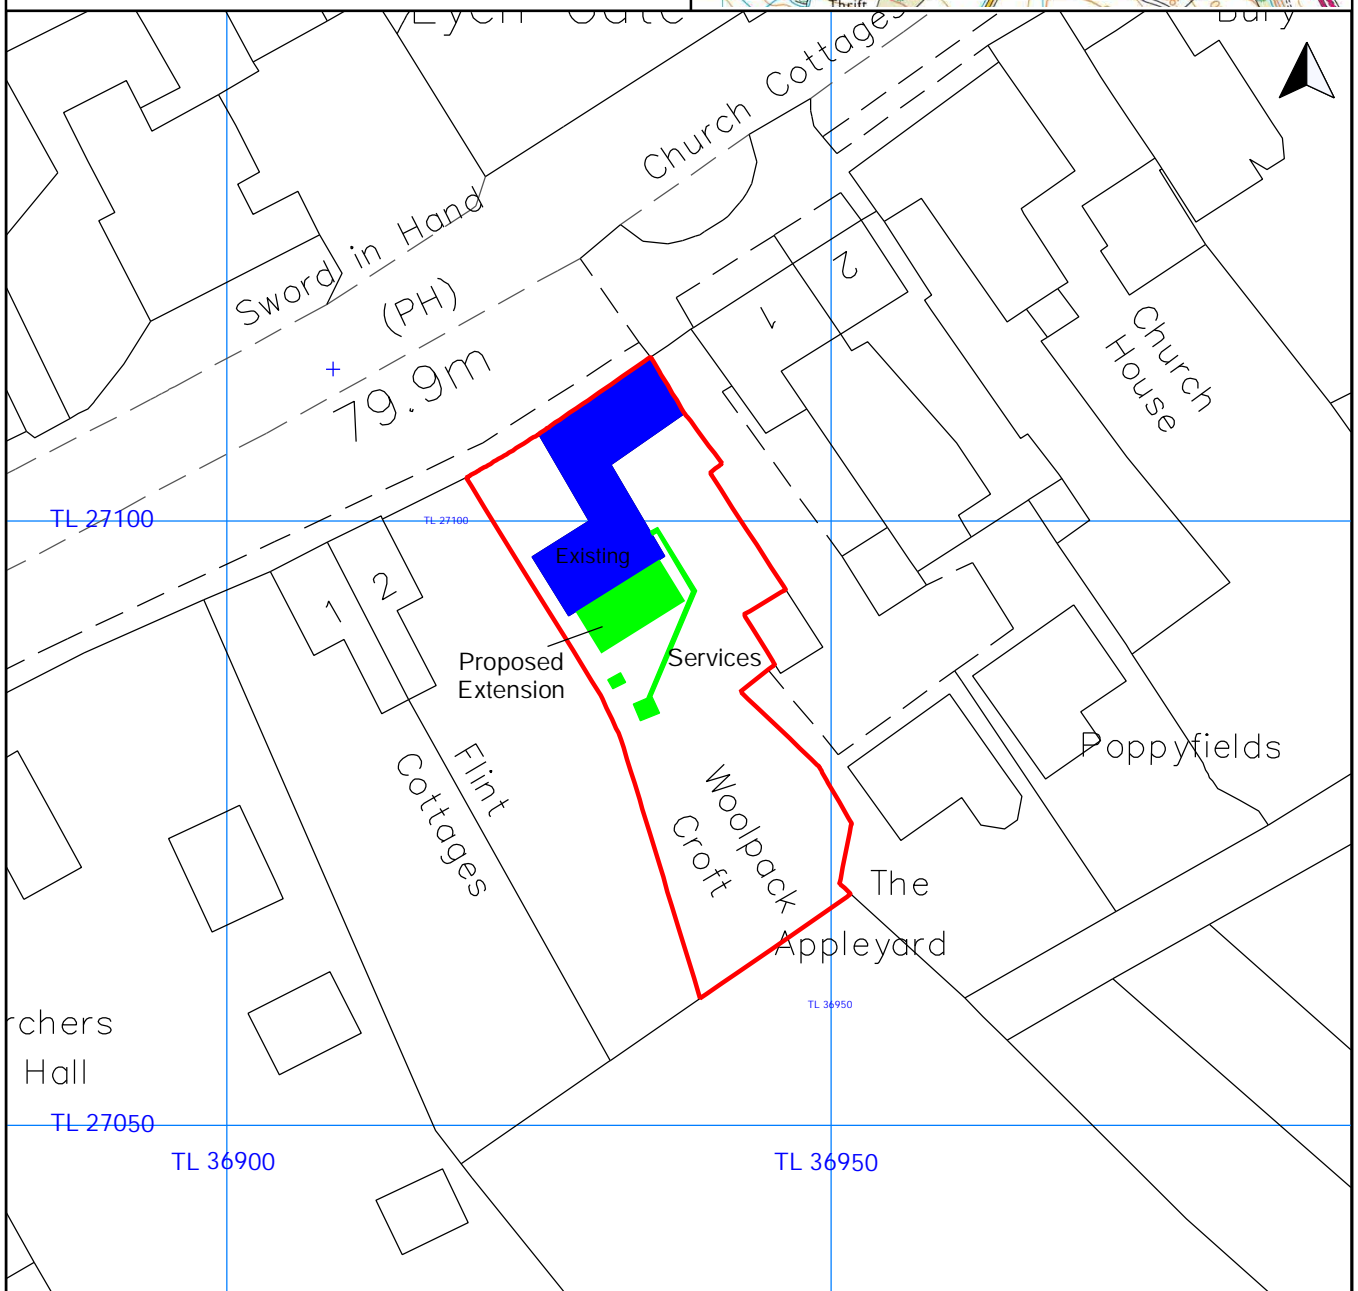 Thrift
Bury
Church Cottages
Sword in Hand
(PH)
79.9m
2
1
Church
House
TL 27100
TL 27100
Existing
1
2
Proposed
Extension
Services
Poppyfields
Flint
Cottages
Woolpack
Croft
The
Appleyard
TL 36950
rchers
Hall
TL 27050
TL 36900
TL 36950